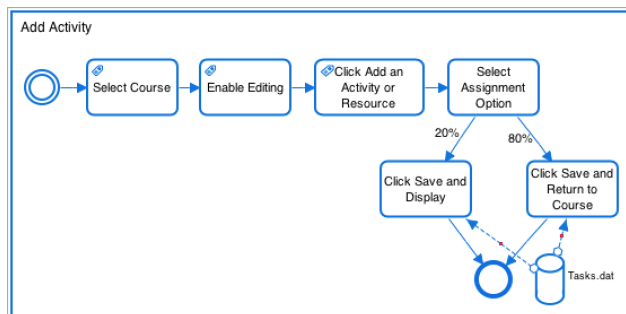 Add Activity
Select Course
Enable Editing
Click Add an
Activity or
Resource
Select
Assignment
Option
20%
80%
Click Save and
Display
Click Save and
Return to
Course
Tasks.dat